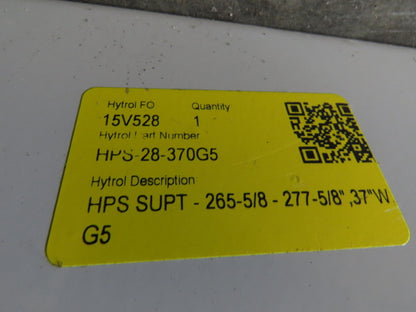 Hytrol FO Quantity
15V528 1
Hytrol Part Number
HPS-28-370G5
Hytrol Description
HPS SUPT - 265-5/8 - 277-5/8" ,37"W
G5